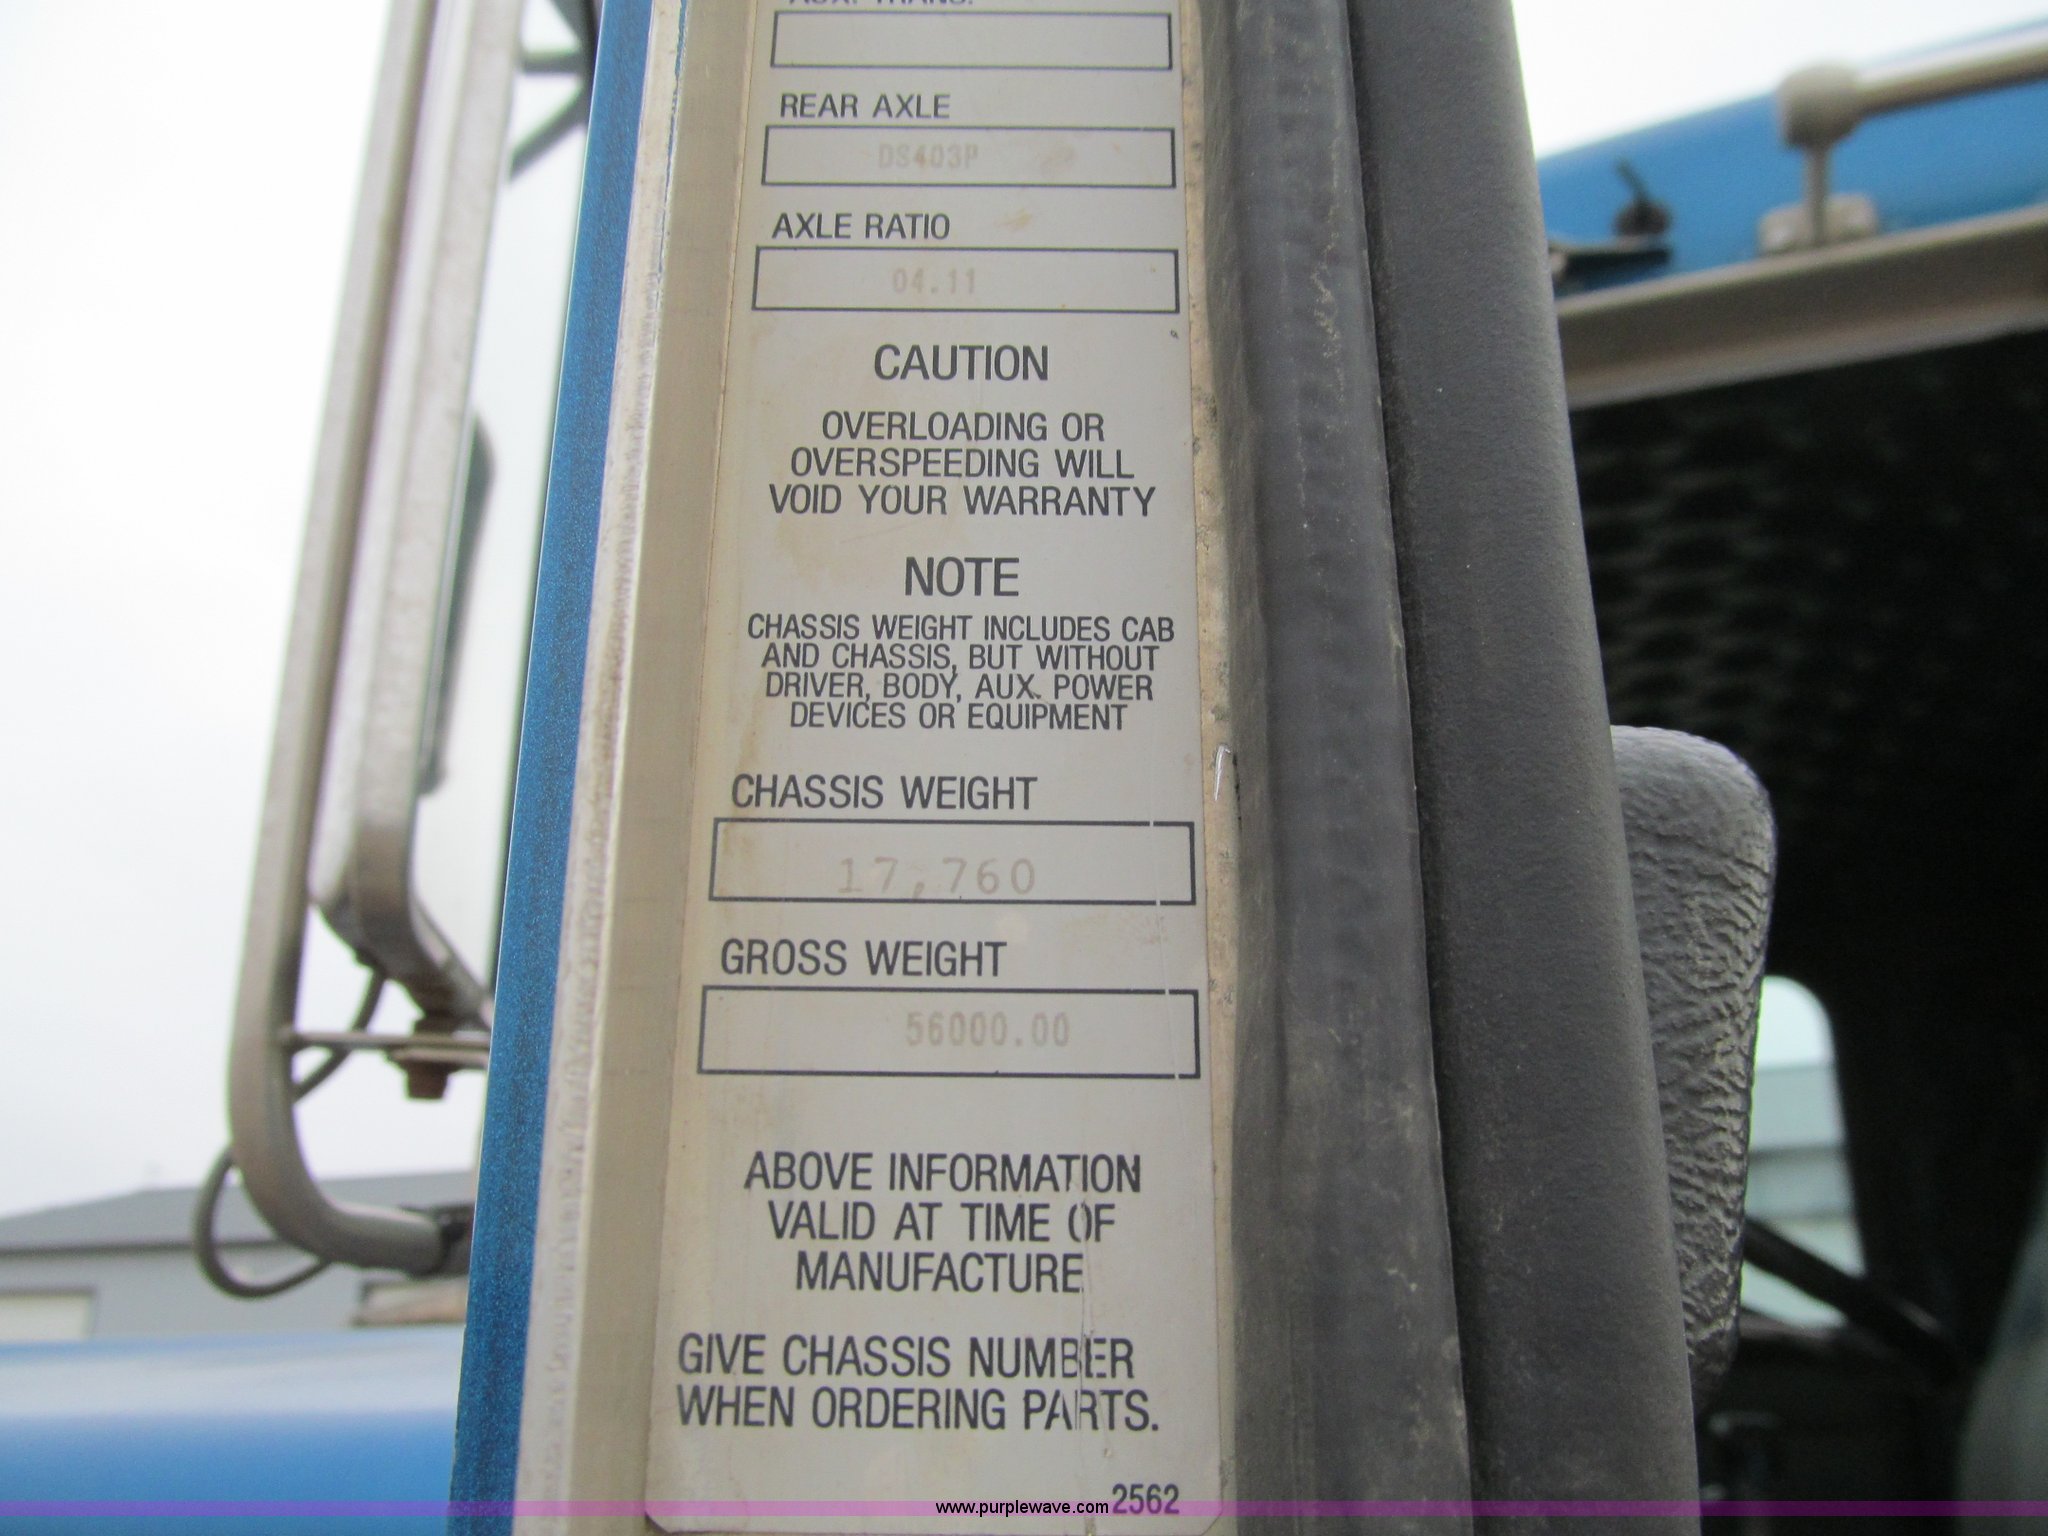 AUX. TRANS.
REAR AXLE
DS403P
AXLE RATIO
04.11
CAUTION
OVERLOADING OR
OVERSPEEDING WILL
VOID YOUR WARRANTY
NOTE
CHASSIS WEIGHT INCLUDES CAB
AND CHASSIS, BUT WITHOUT
DRIVER, BODY, AUX. POWER
DEVICES OR EQUIPMENT
CHASSIS WEIGHT
17,760
GROSS WEIGHT
56000.00
ABOVE INFORMATION
VALID AT TIME OF
MANUFACTURE
GIVE CHASSIS NUMBER
WHEN ORDERING PARTS.
2562
www.purplewave.com